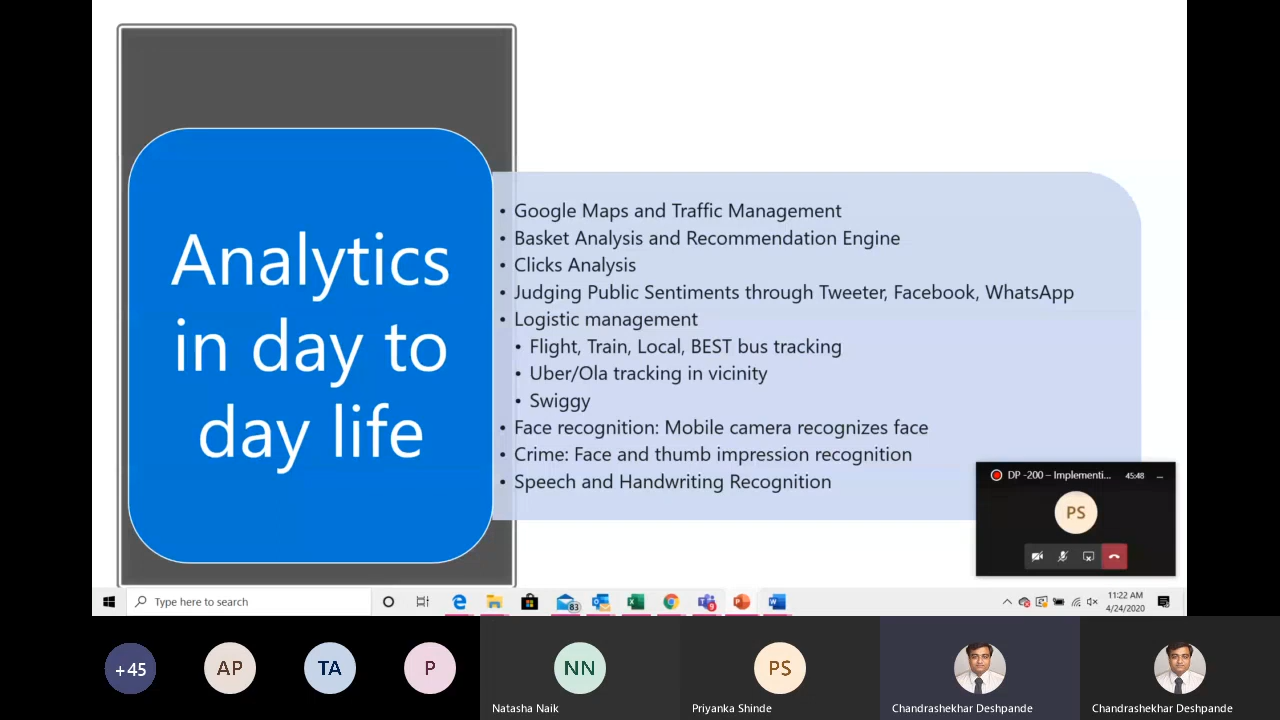 Analytics
in day to
day life
• Google Maps and Traffic Management
• Basket Analysis and Recommendation Engine
• Clicks Analysis
• Judging Public Sentiments through Tweeter, Facebook, WhatsApp
• Logistic management
• Flight, Train, Local, BEST bus tracking
• Uber/Ola tracking in vicinity
• Swiggy
• Face recognition: Mobile camera recognizes face
• Crime: Face and thumb impression recognition
• Speech and Handwriting Recognition
DP -200 – Implementi... 45:48
PS
Type here to search
83
11:22 AM
4/24/2020
+45
AP
TA
P
NN
Natasha Naik
PS
Priyanka Shinde
Chandrashekhar Deshpande
Chandrashekhar Deshpande